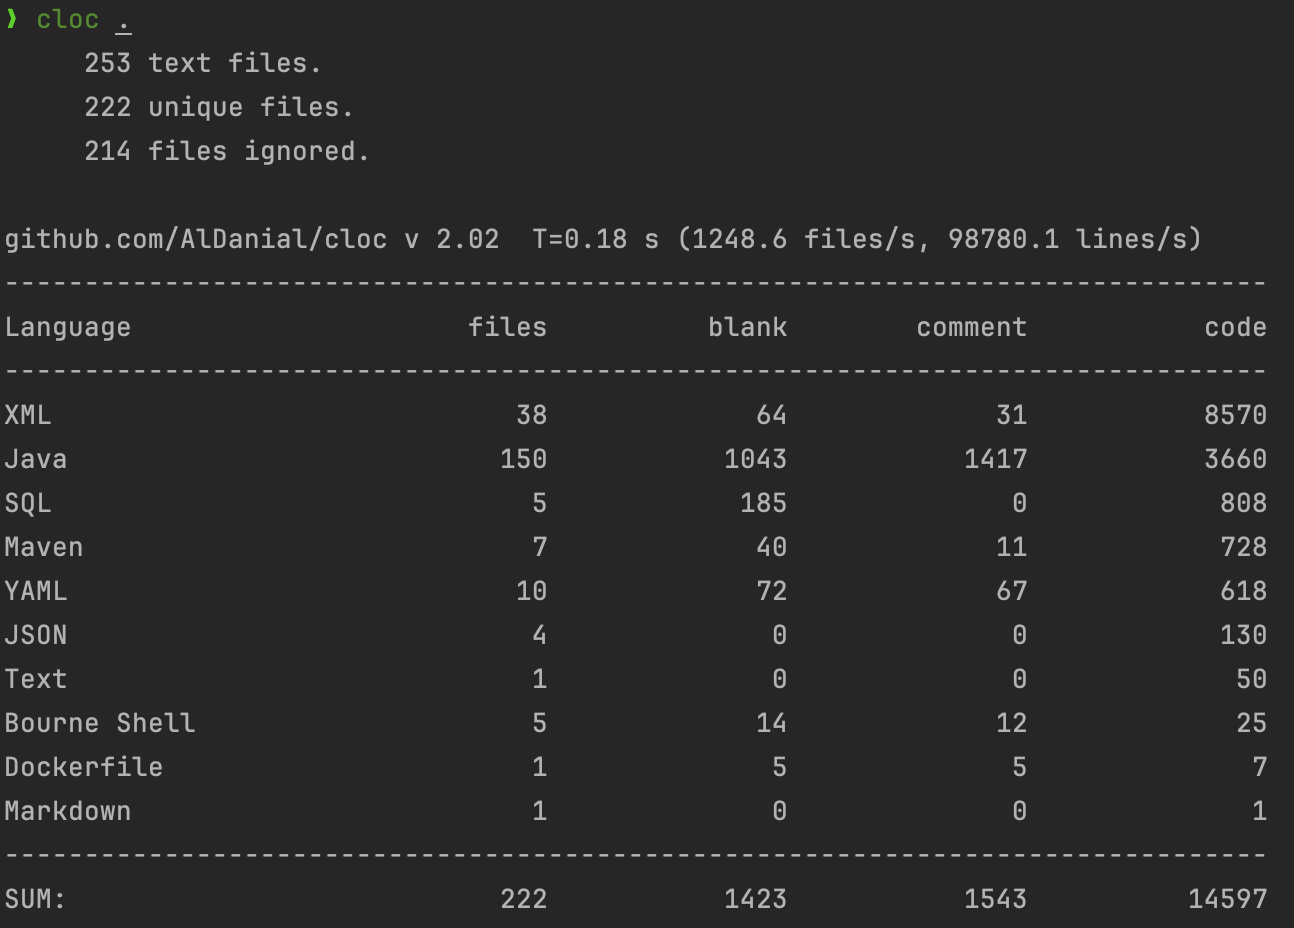 ❯ cloc .
     253 text files.
     222 unique files.
     214 files ignored.

github.com/AlDanial/cloc v 2.02  T=0.18 s (1248.6 files/s, 98780.1 lines/s)
-------------------------------------------------------------------------------
Language                     files          blank        comment           code
-------------------------------------------------------------------------------
XML                             38             64             31           8570
Java                           150           1043           1417           3660
SQL                              5            185              0            808
Maven                            7             40             11            728
YAML                            10             72             67            618
JSON                             4              0              0            130
Text                             1              0              0             50
Bourne Shell                     5             14             12             25
Dockerfile                       1              5              5              7
Markdown                         1              0              0              1
-------------------------------------------------------------------------------
SUM:                           222           1423           1543          14597